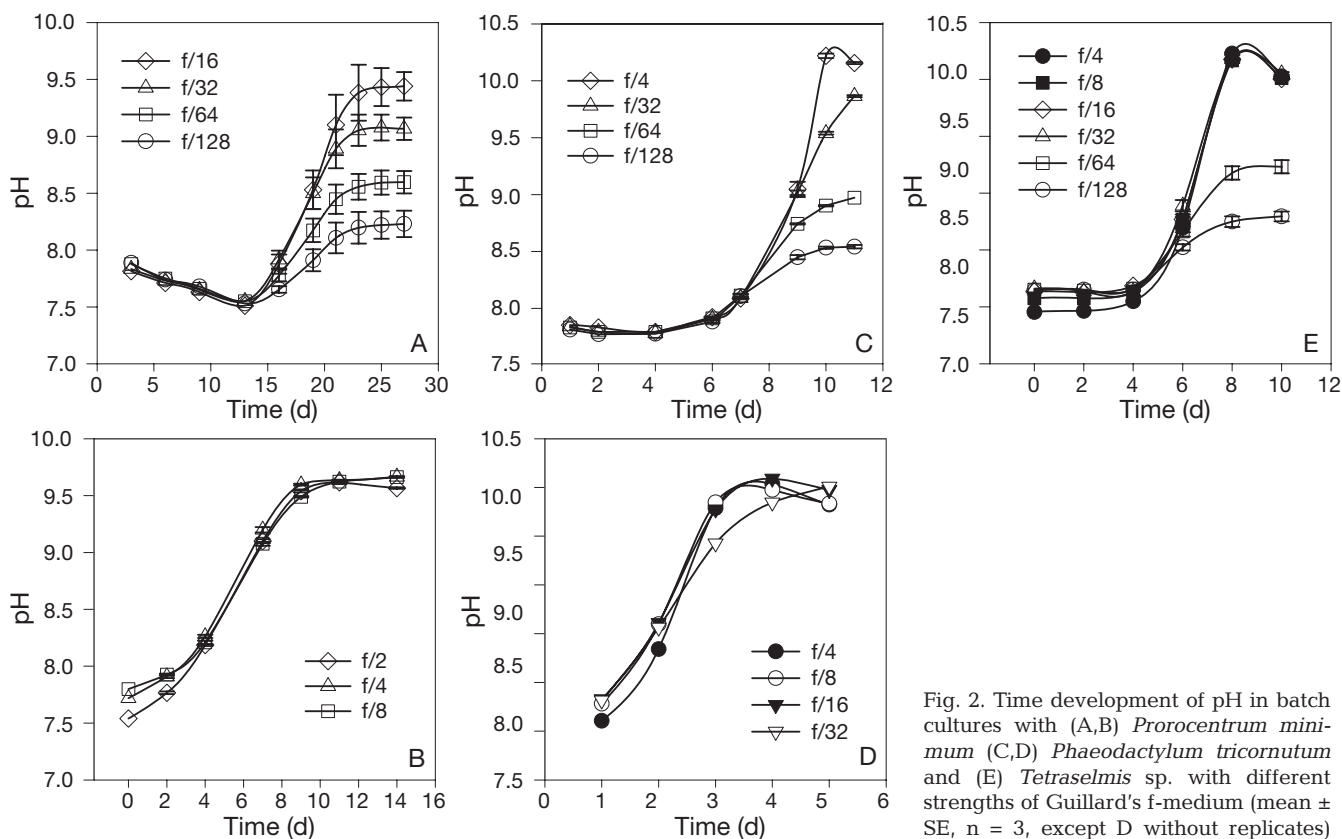 10.0
9.5
9.0
8.5
8.0
7.5
7.0
pH
f/16
f/32
f/64
f/128
A
0 5 10 15 20 25 30
Time (d)
10.5
10.0
9.5
9.0
8.5
8.0
7.5
pH
f/4
f/32
f/64
f/128
C
0 2 4 6 8 10 12
Time (d)
10.5
10.0
9.0
8.5
8.0
7.5
7.0
pH
f/4
f/8
f/16
f/32
f/64
f/128
E
0 2 4 6 8 10 12
Time (d)
10.0
9.5
9.0
8.5
8.0
7.5
7.0
pH
f/2
f/4
f/8
B
0 2 4 6 8 10 12 14 16
Time (d)
10.5
10.0
9.5
9.0
8.5
8.0
7.5
pH
f/4
f/8
f/16
f/32
D
0 1 2 3 4 5 6
Time (d)
Fig. 2. Time development of pH in batch
cultures with (A,B) Prorocentrum mini-
mum (C,D) Phaeodactylum tricornutum
and (E) Tetraselmis sp. with different
strengths of Guillard's f-medium (mean ±
SE, n = 3, except D without replicates)